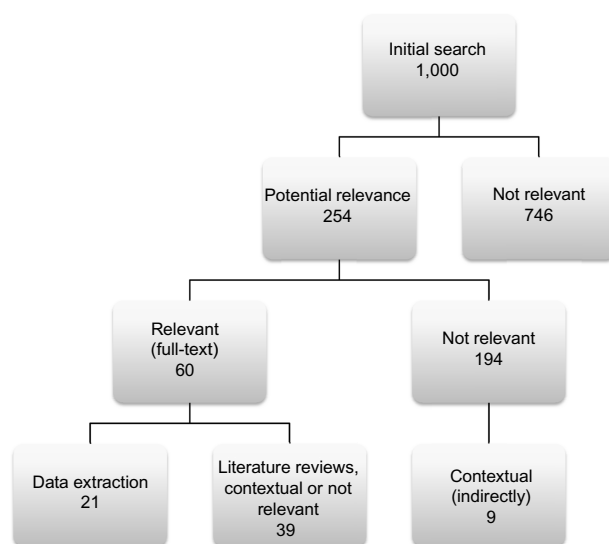 Initial search
1,000
Potential relevance
254
Not relevant
746
Relevant
(full-text)
60
Not relevant
194
Data extraction
21
Literature reviews,
contextual or not
relevant
39
Contextual
(indirectly)
9